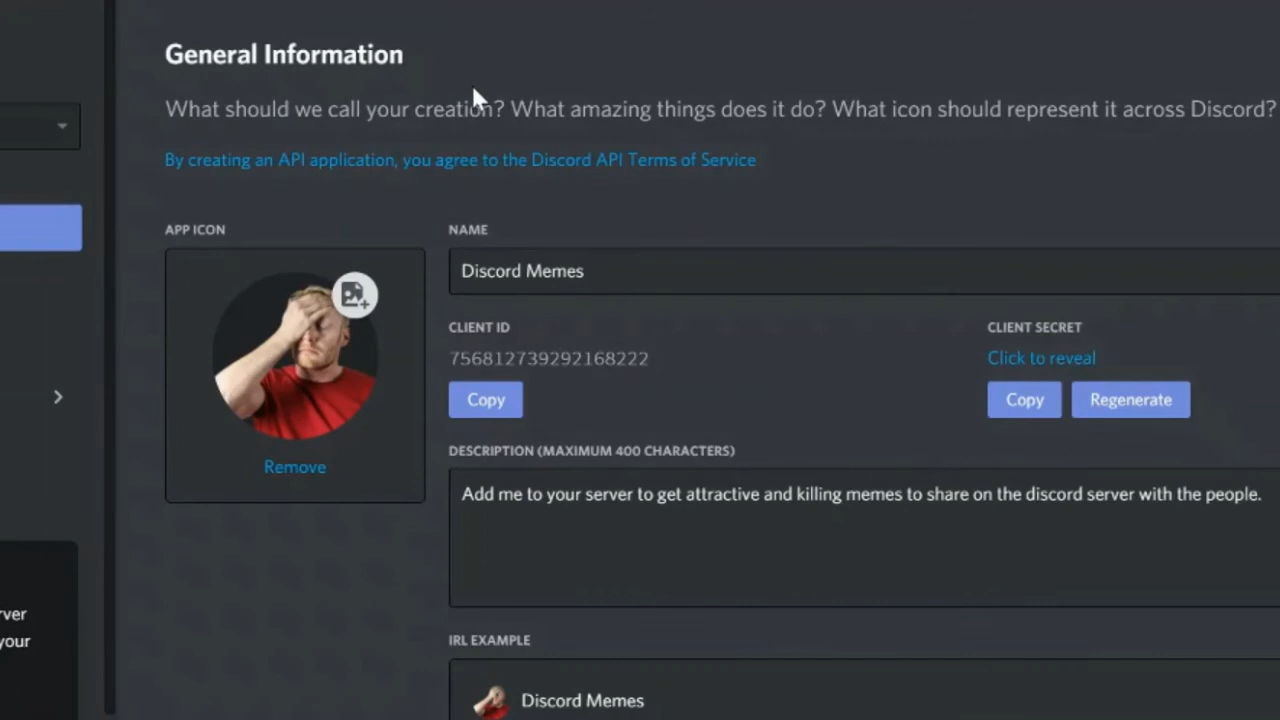 General Information
What should we call your creation? What amazing things does it do? What icon should represent it across Discord?
By creating an API application, you agree to the Discord API Terms of Service
APP ICON
Remove
NAME
Discord Memes
CLIENT ID
756812739292168222
Copy
CLIENT SECRET
Click to reveal
Copy Regenerate
DESCRIPTION (MAXIMUM 400 CHARACTERS)
Add me to your server to get attractive and killing memes to share on the discord server with the people.
rver
your
IRL EXAMPLE
Discord Memes